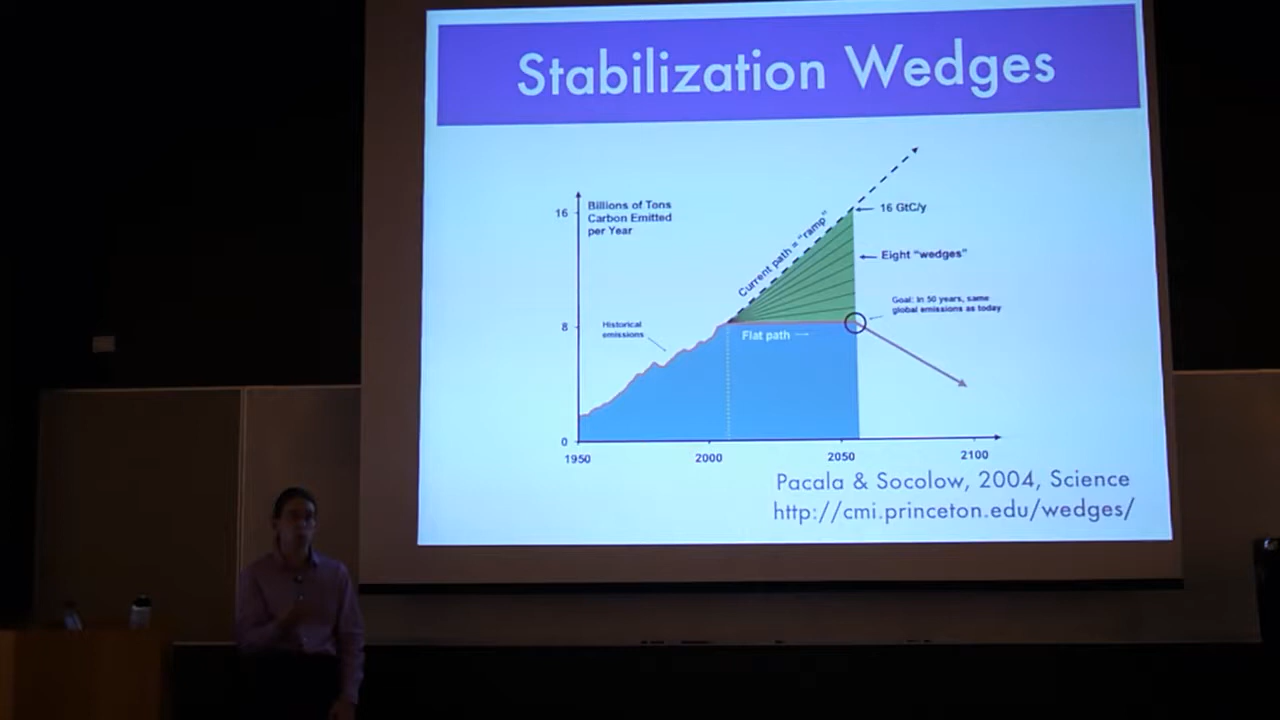 Stabilization Wedges
Billions of Tons
Carbon Emitted
per Year
16
8
0
1950
2000
2050
2100
Current path = "ramp"
16 GtC/y
Eight "wedges"
Goal: In 50 years, same
global emissions as today
Historical
emissions
Flat path
Pacala & Socolow, 2004, Science
http://cmi.princeton.edu/wedges/